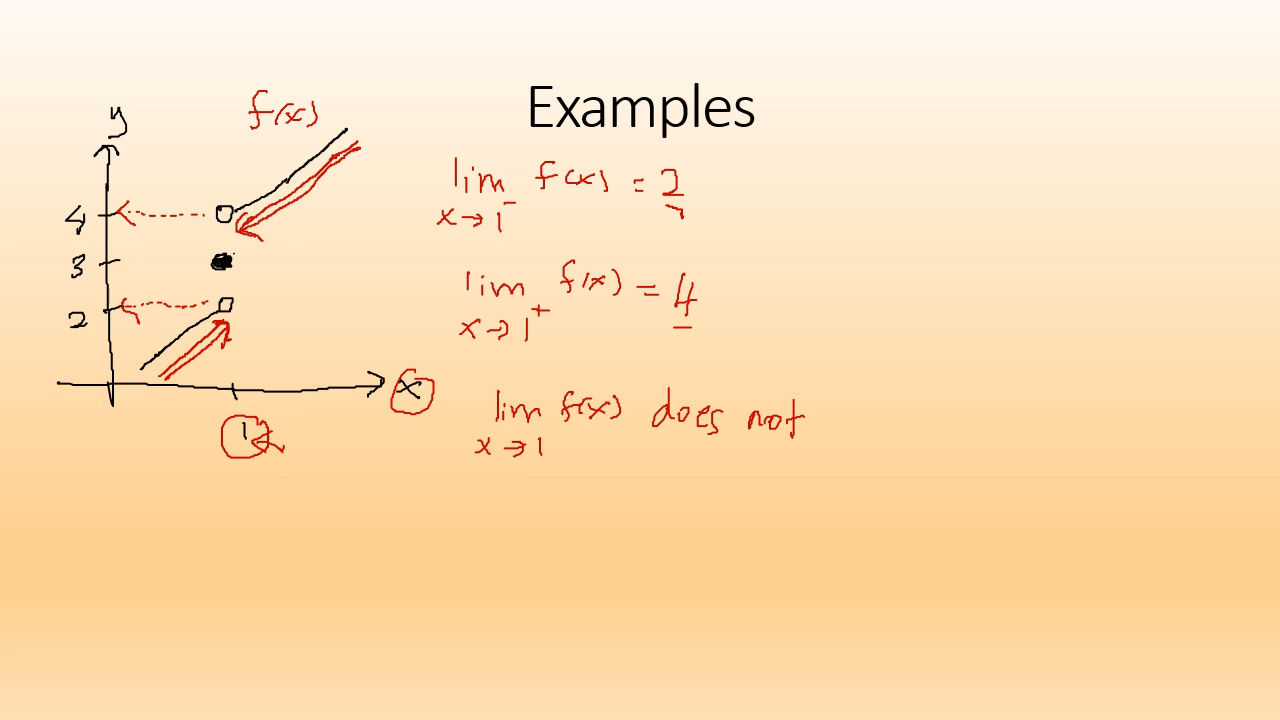 Examples
y
f(x)
4
3
2
1
x
lim f(x) = 2
x→1⁻
lim f(x) = 4
x→1⁺
lim f(x) does not
x→1